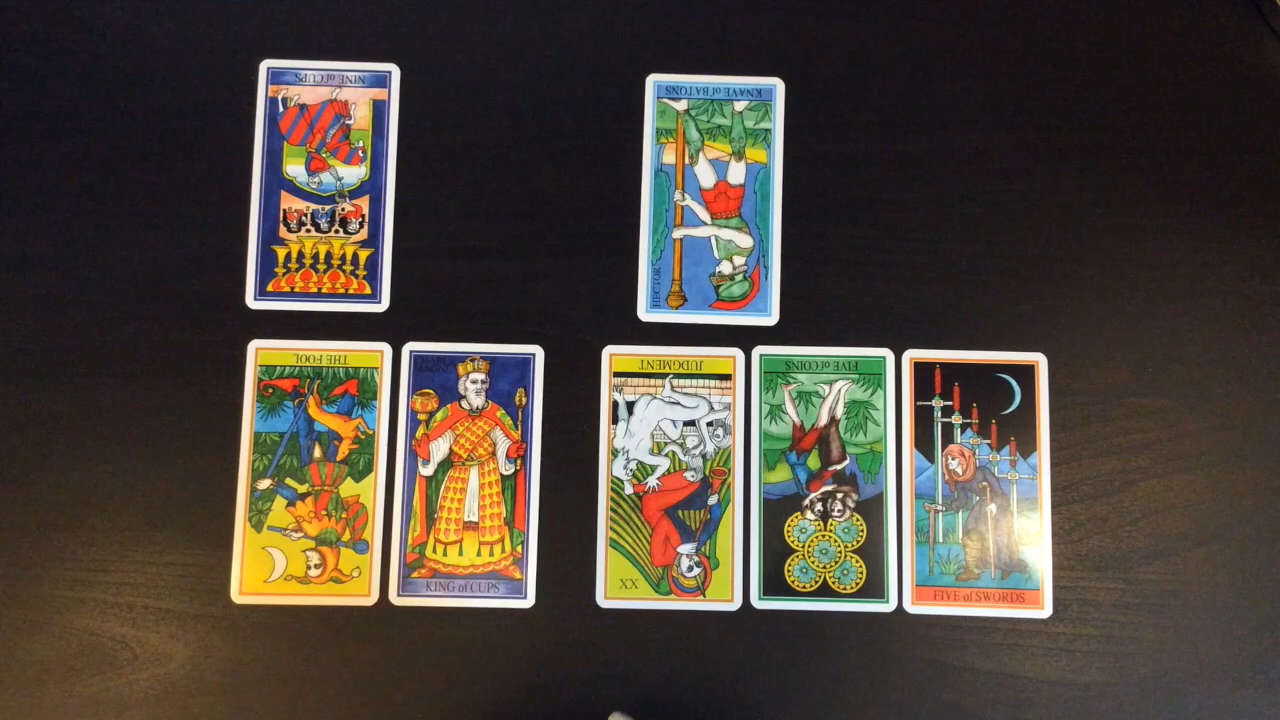 NINE of CUPS
KNAVE of BATONS
HECTOR
THE FOOL
KING of CUPS
JUDGMENT
XX
FIVE of COINS
FIVE of SWORDS